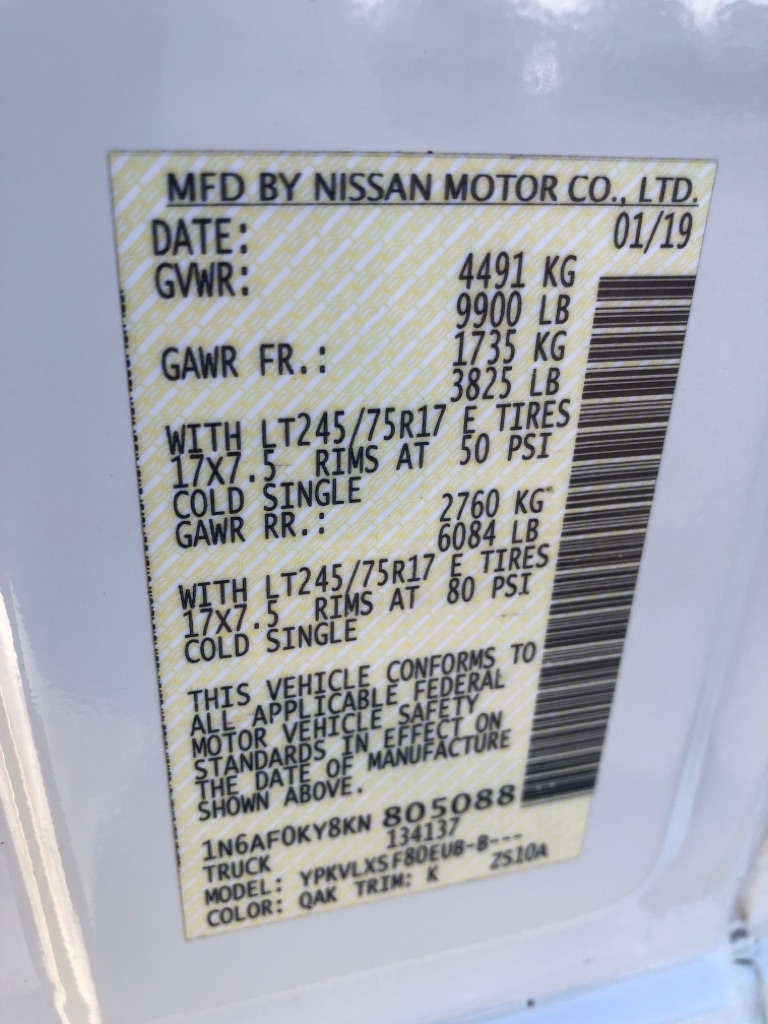 MFD BY NISSAN MOTOR CO., LTD.
DATE: 01/19
GVWR: 4491 KG
9900 LB
GAWR FR.: 1735 KG
3825 LB
WITH LT245/75R17 E TIRES
17X7.5 RIMS AT 50 PSI
COLD SINGLE
GAWR RR.: 2760 KG
6084 LB
WITH LT245/75R17 E TIRES
17X7.5 RIMS AT 80 PSI
COLD SINGLE
THIS VEHICLE CONFORMS TO
ALL APPLICABLE FEDERAL
MOTOR VEHICLE SAFETY
STANDARDS IN EFFECT ON
THE DATE OF MANUFACTURE
SHOWN ABOVE.
1N6AF0KY8KN 805088
TRUCK 134137
MODEL: YPKVLXSF80EUB-B---
COLOR: QAK TRIM: K ZS10A